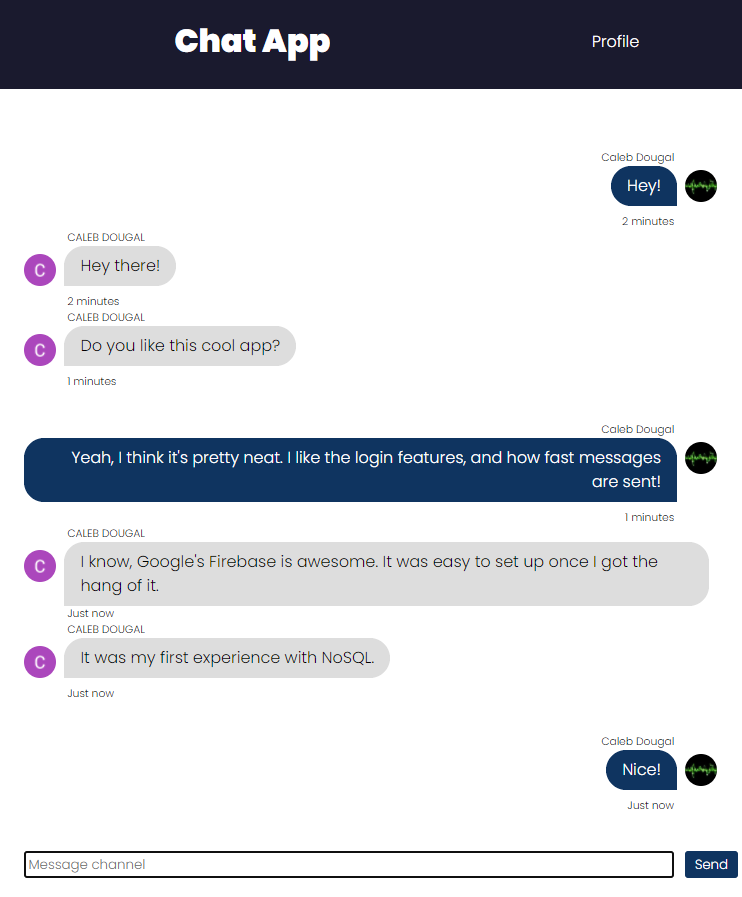 Chat App
Profile
Caleb Dougal
Hey!
2 minutes
CALEB DOUGAL
C
Hey there!
2 minutes
CALEB DOUGAL
C
Do you like this cool app?
1 minutes
Caleb Dougal
Yeah, I think it's pretty neat. I like the login features, and how fast messages
are sent!
1 minutes
CALEB DOUGAL
C
I know, Google's Firebase is awesome. It was easy to set up once I got the
hang of it.
Just now
CALEB DOUGAL
C
It was my first experience with NoSQL.
Just now
Caleb Dougal
Nice!
Just now
Message channel
Send